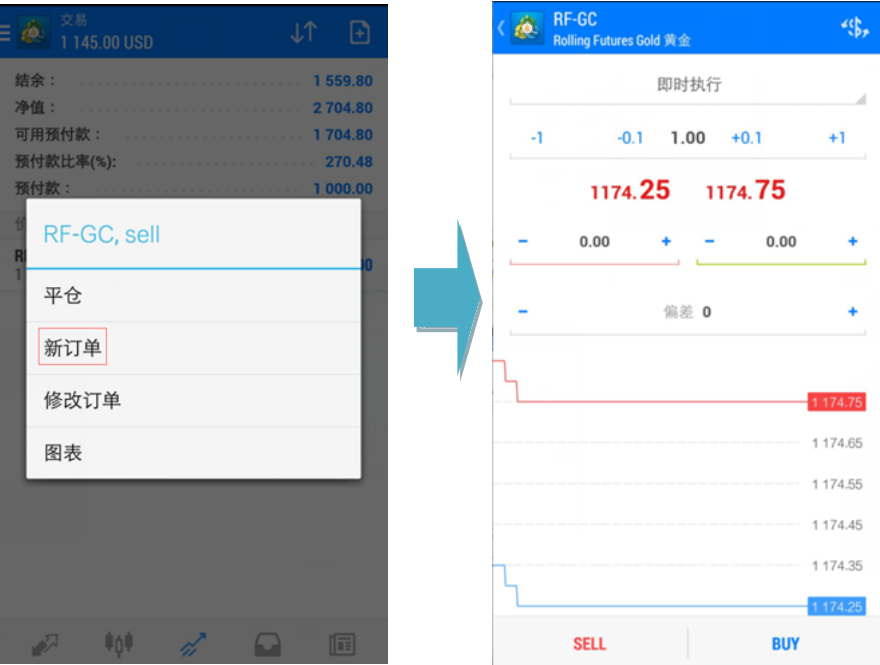 交易
1 145.00 USD
结余： 1 559.80
净值： 2 704.80
可用预付款： 1 704.80
预付款比率(%): 270.48
预付款： 1 000.00
RF-GC, sell
平仓
新订单
修改订单
图表
RF-GC
Rolling Futures Gold 黄金
即时执行
-1 -0.1 1.00 +0.1 +1
1174.25 1174.75
- 0.00 + - 0.00 +
- 偏差 0 +
1 174.75
1 174.65
1 174.55
1 174.45
1 174.35
1 174.25
SELL BUY